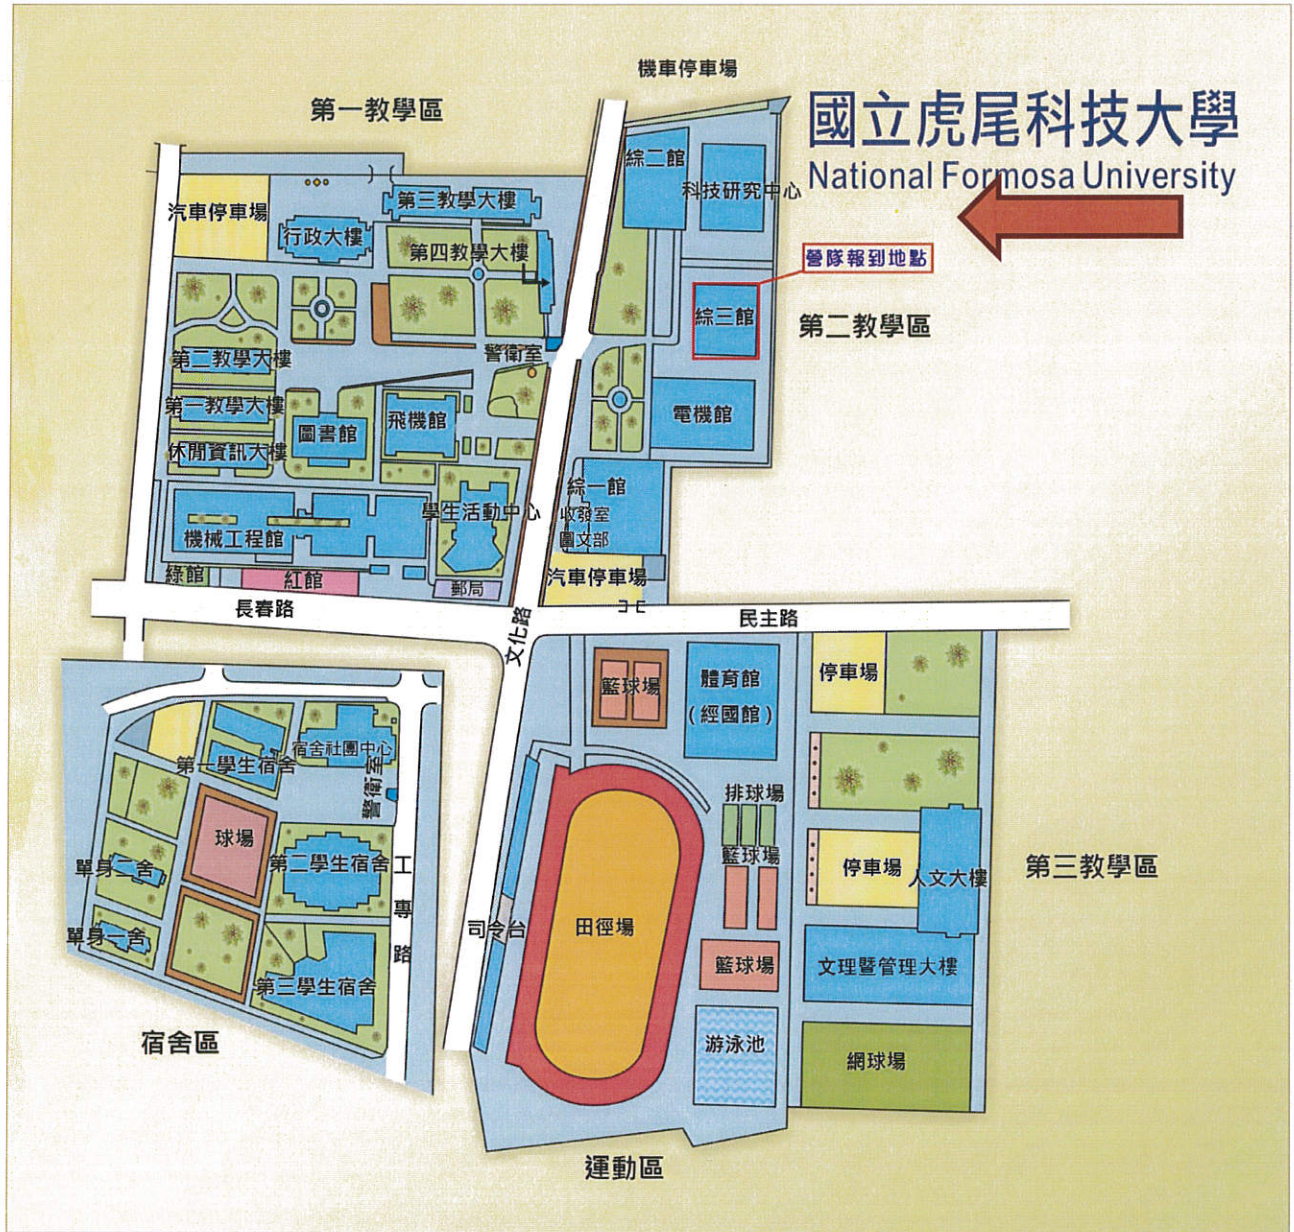 機車停車場
國立虎尾科技大學
National Formosa University
第一教學區
綜二館
科技研究中心
第三教學大樓
汽車停車場
行政大樓
第四教學大樓
營隊報到地點
綜三館
第二教學區
警衛室
第二教學大樓
第一教學大樓
圖書館
飛機館
電機館
休閒資訊大樓
綜一館
學生活動中心
收發室
圖文部
機械工程館
綠館
紅館
郵局
汽車停車場
長春路
文化路
民主路
籃球場
體育館
(經國館)
停車場
第一學生宿舍
宿舍社團中心
警衛室
排球場
球場
籃球場
單身二舍
第二學生宿舍
工專路
停車場
人文大樓
第三教學區
單身一舍
司令台
田徑場
籃球場
文理暨管理大樓
第三學生宿舍
宿舍區
游泳池
網球場
運動區